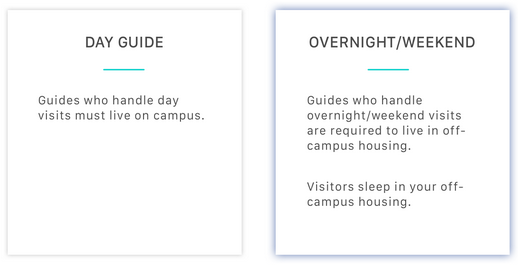 DAY GUIDE
Guides who handle day
visits must live on campus.
OVERNIGHT/WEEKEND
Guides who handle
overnight/weekend visits
are required to live in off-
campus housing.
Visitors sleep in your off-
campus housing.